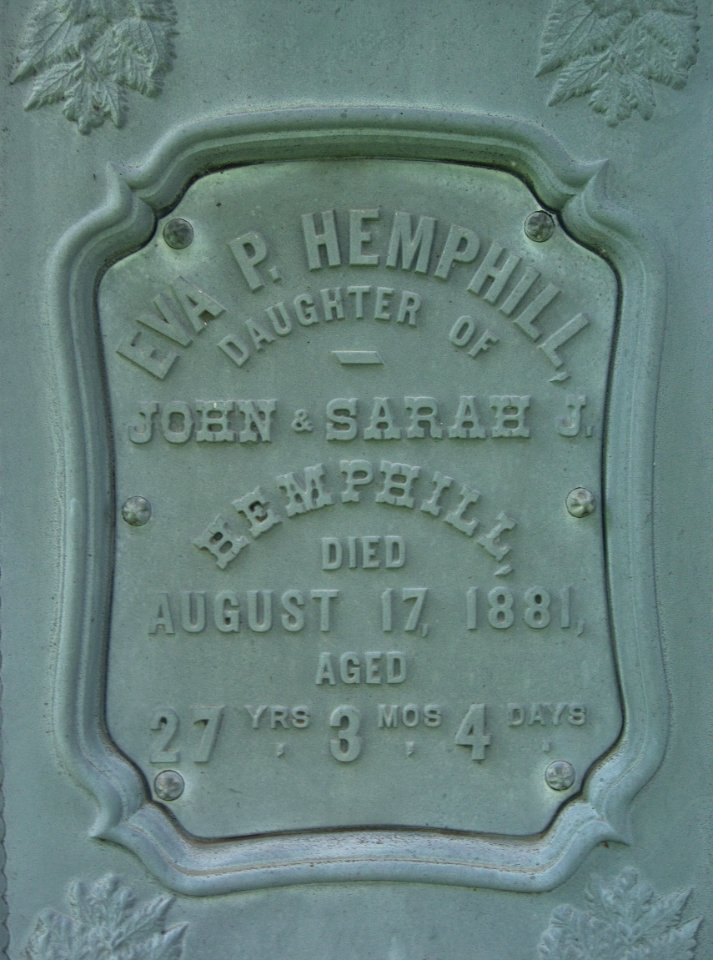 EVA P. HEMPHILL,
DAUGHTER OF
JOHN & SARAH J.
HEMPHILL,
DIED
AUGUST 17, 1881,
AGED
27 YRS, 3 MOS, 4 DAYS.